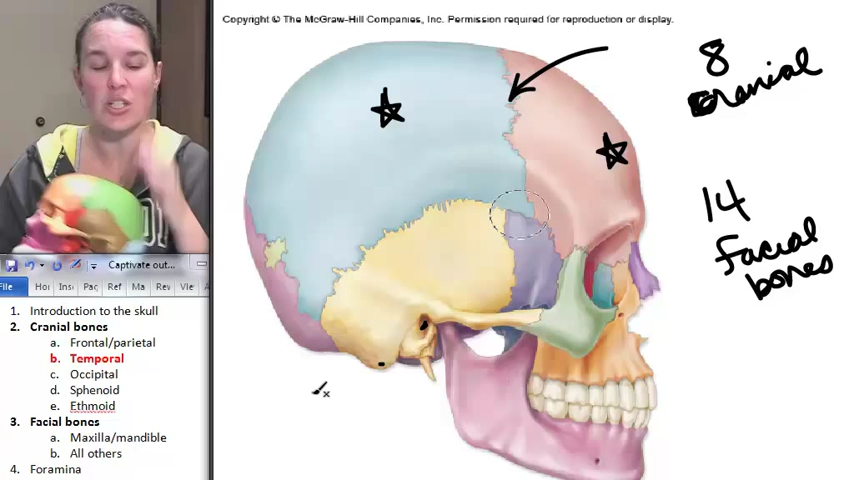 Copyright © The McGraw-Hill Companies, Inc. Permission required for reproduction or display.
8
cranial
14
facial
bones
Captivate out...
File Hor Inse Pag Ref Ma Rev Vie
1. Introduction to the skull
2. Cranial bones
a. Frontal/parietal
b. Temporal
c. Occipital
d. Sphenoid
e. Ethmoid
3. Facial bones
a. Maxilla/mandible
b. All others
4. Foramina